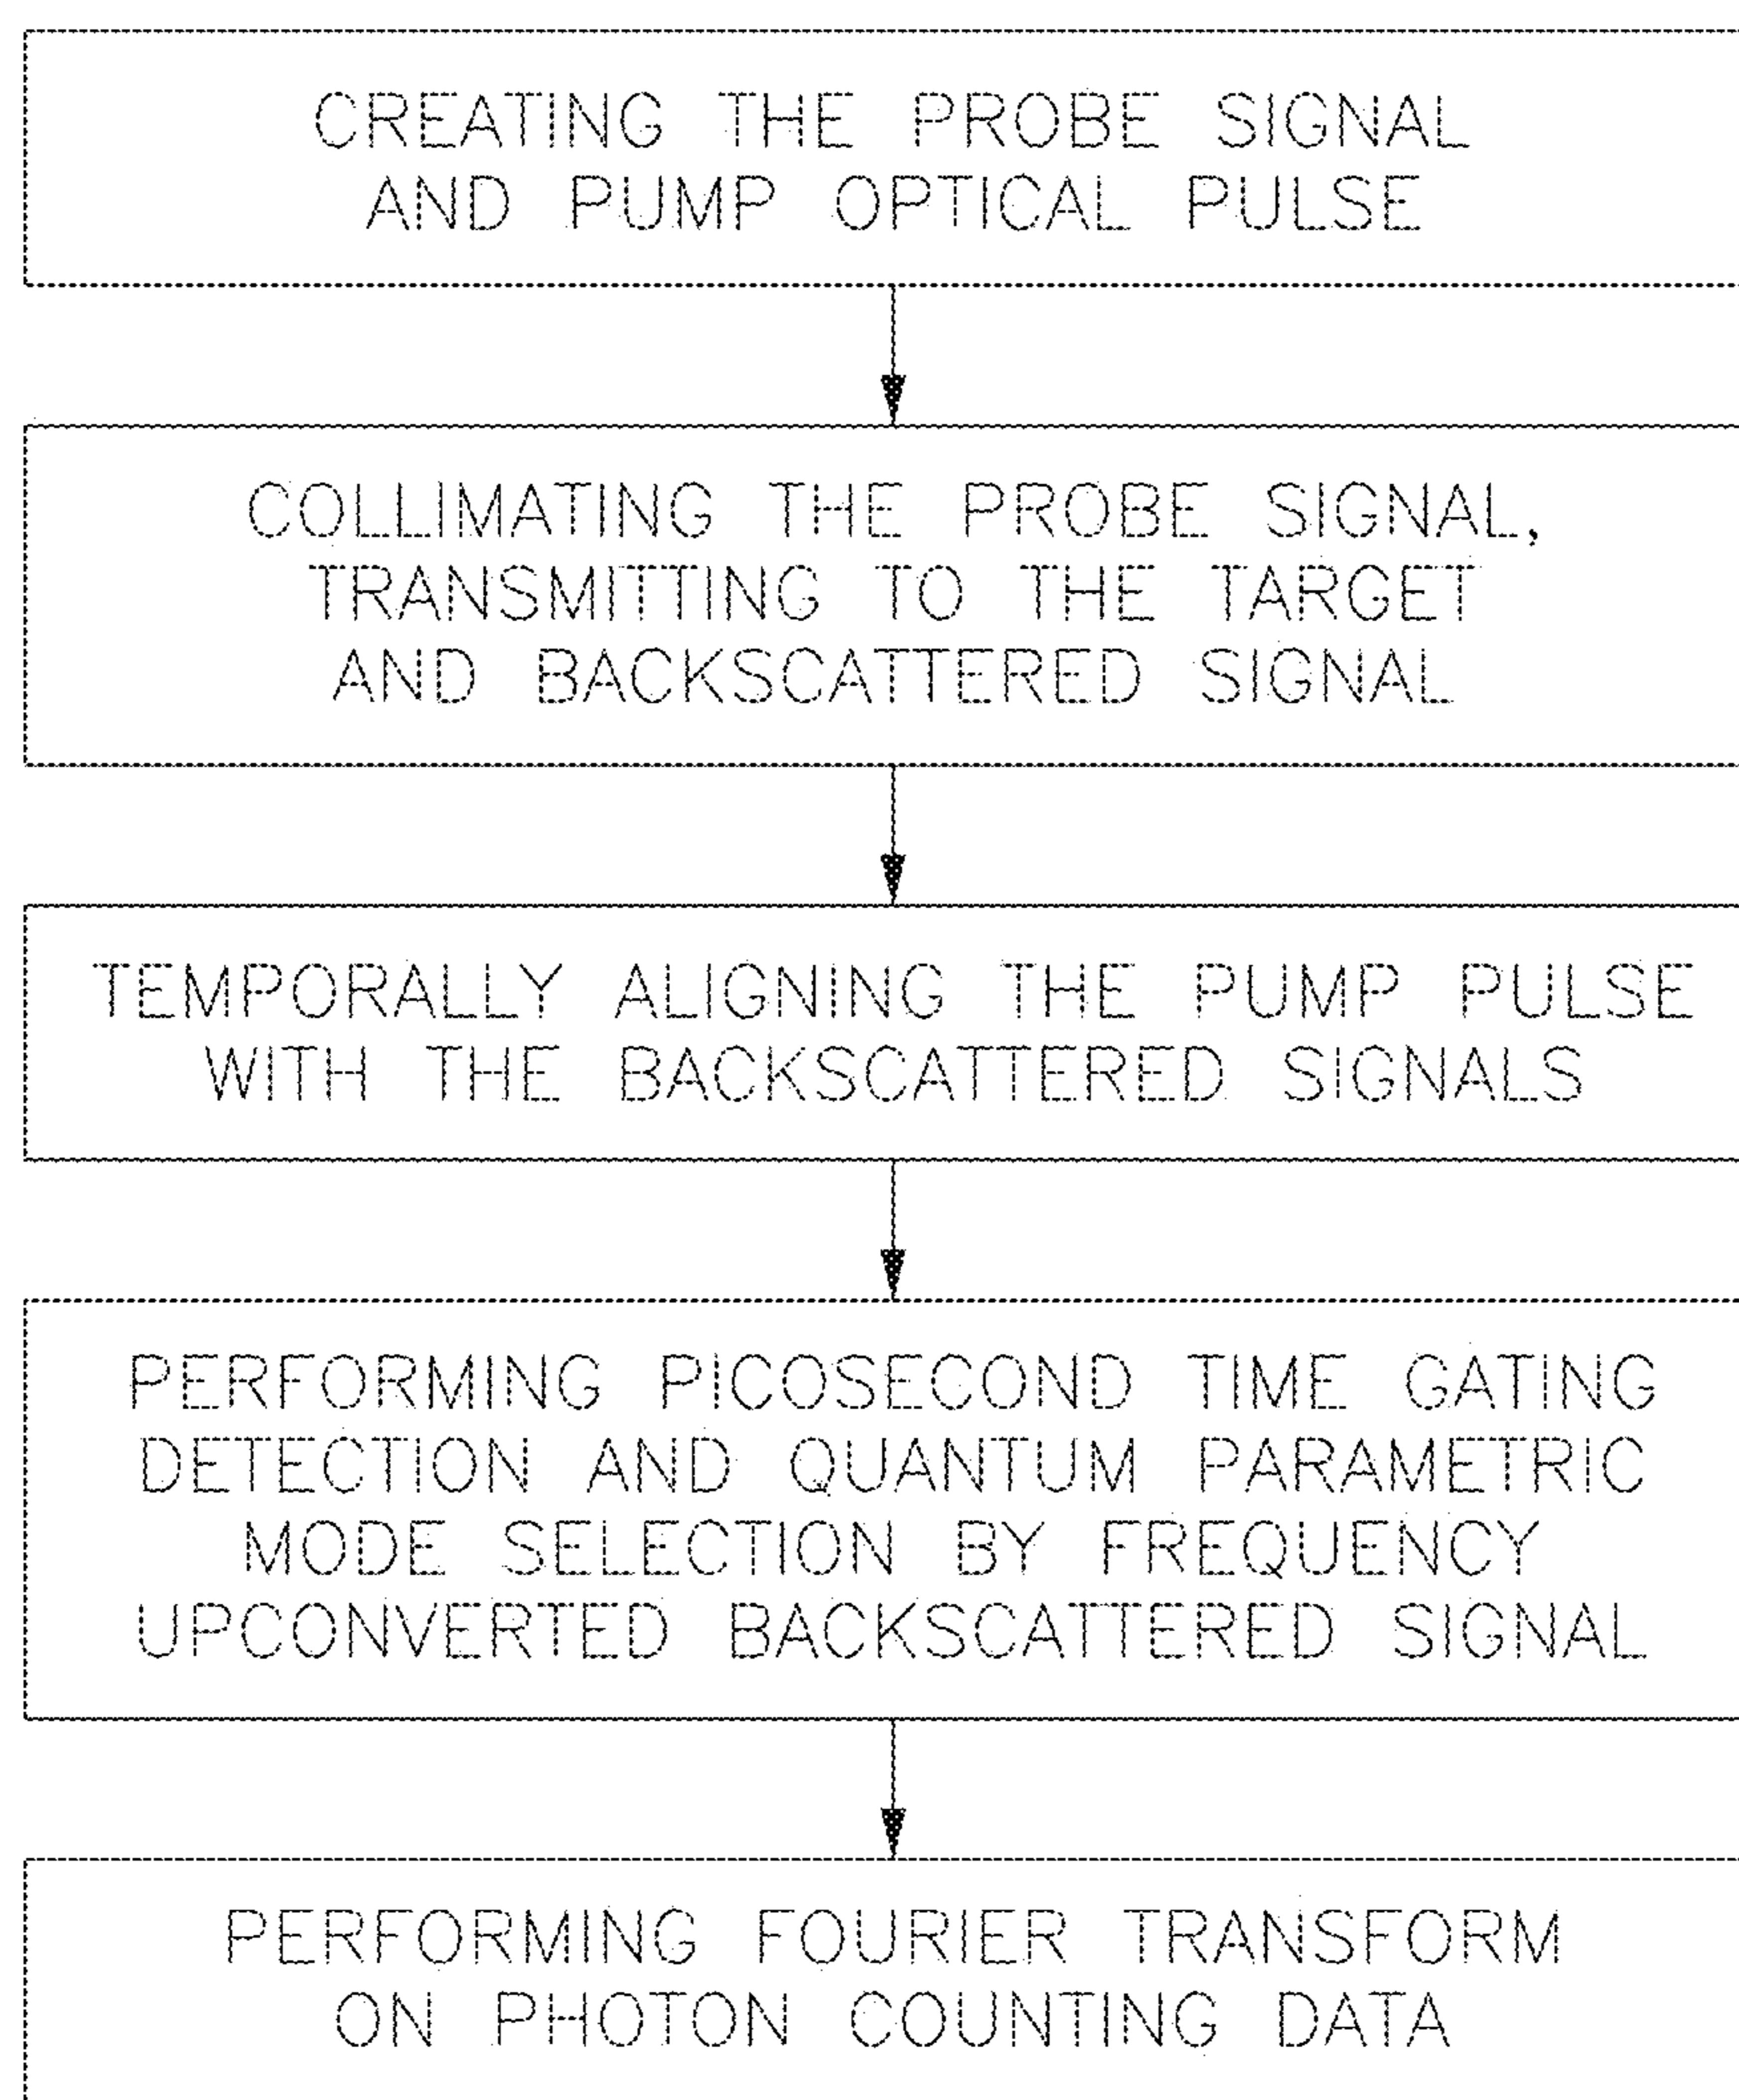 CREATING THE PROBE SIGNAL
AND PUMP OPTICAL PULSE
COLLIMATING THE PROBE SIGNAL,
TRANSMITTING TO THE TARGET
AND BACKSCATTERED SIGNAL
TEMPORALLY ALIGNING THE PUMP PULSE
WITH THE BACKSCATTERED SIGNALS
PERFORMING PICOSECOND TIME GATING
DETECTION AND QUANTUM PARAMETRIC
MODE SELECTION BY FREQUENCY
UPCONVERTED BACKSCATTERED SIGNAL
PERFORMING FOURIER TRANSFORM
ON PHOTON COUNTING DATA